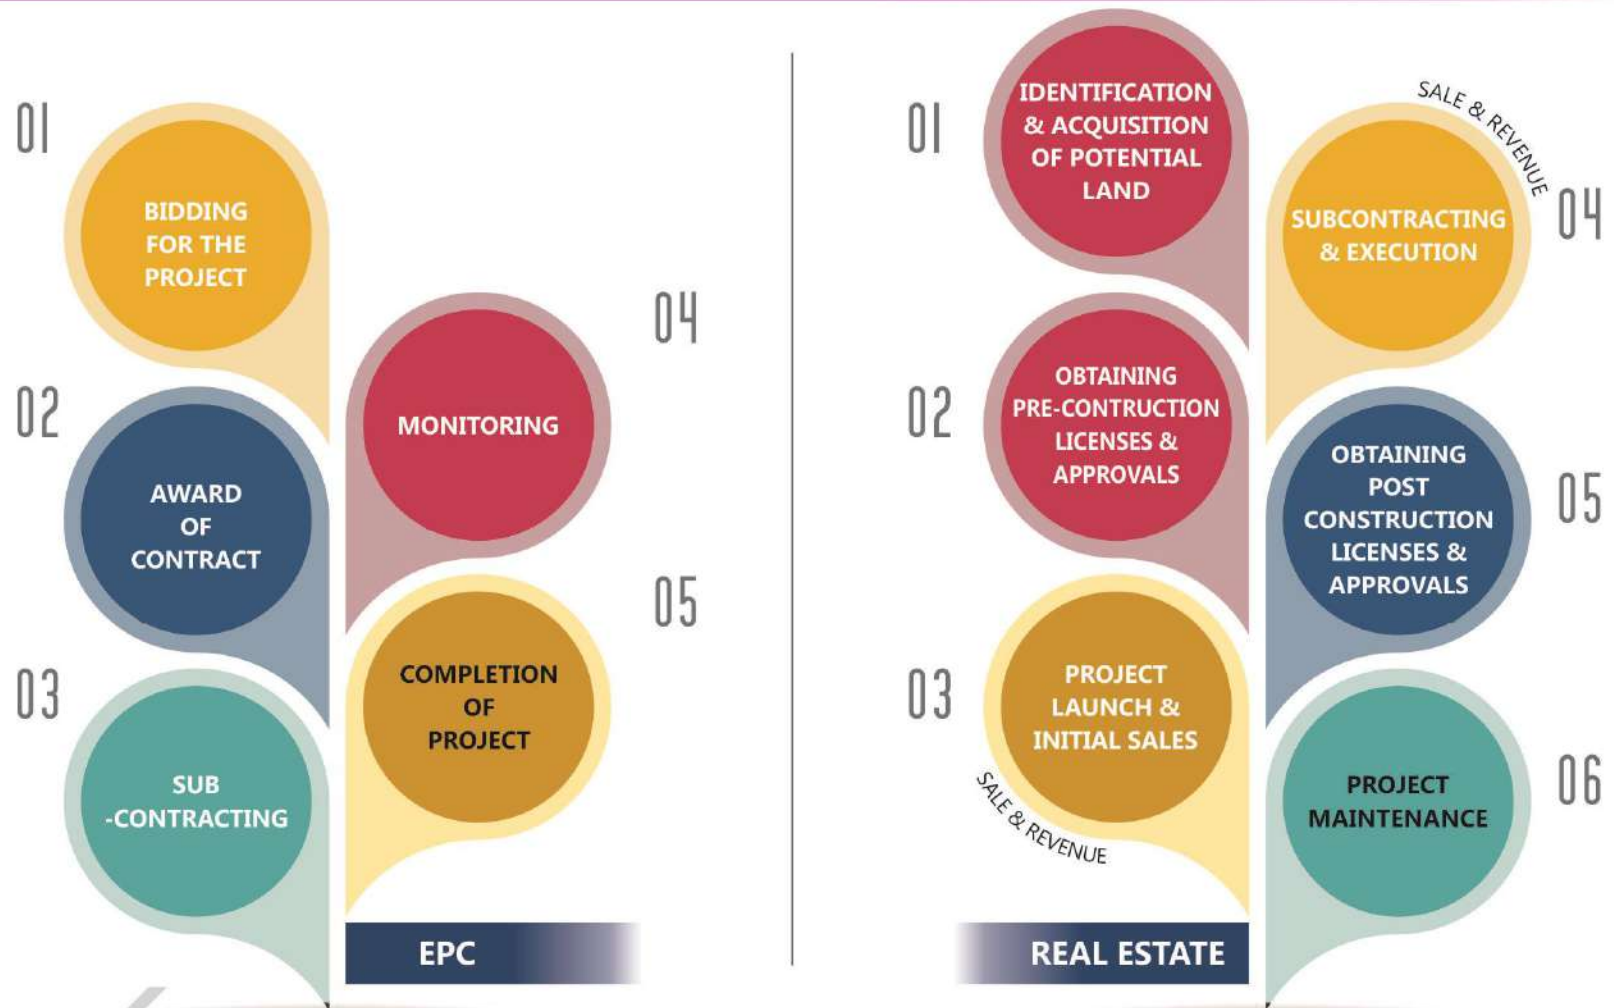 01
BIDDING
FOR THE
PROJECT
02
AWARD
OF
CONTRACT
03
SUB
-CONTRACTING
04
MONITORING
05
COMPLETION
OF
PROJECT
EPC
01
IDENTIFICATION
& ACQUISITION
OF POTENTIAL
LAND
02
OBTAINING
PRE-CONTRUCTION
LICENSES &
APPROVALS
03
PROJECT
LAUNCH &
INITIAL SALES
SALE & REVENUE
SALE & REVENUE
04
SUBCONTRACTING
& EXECUTION
05
OBTAINING
POST
CONSTRUCTION
LICENSES &
APPROVALS
06
PROJECT
MAINTENANCE
REAL ESTATE